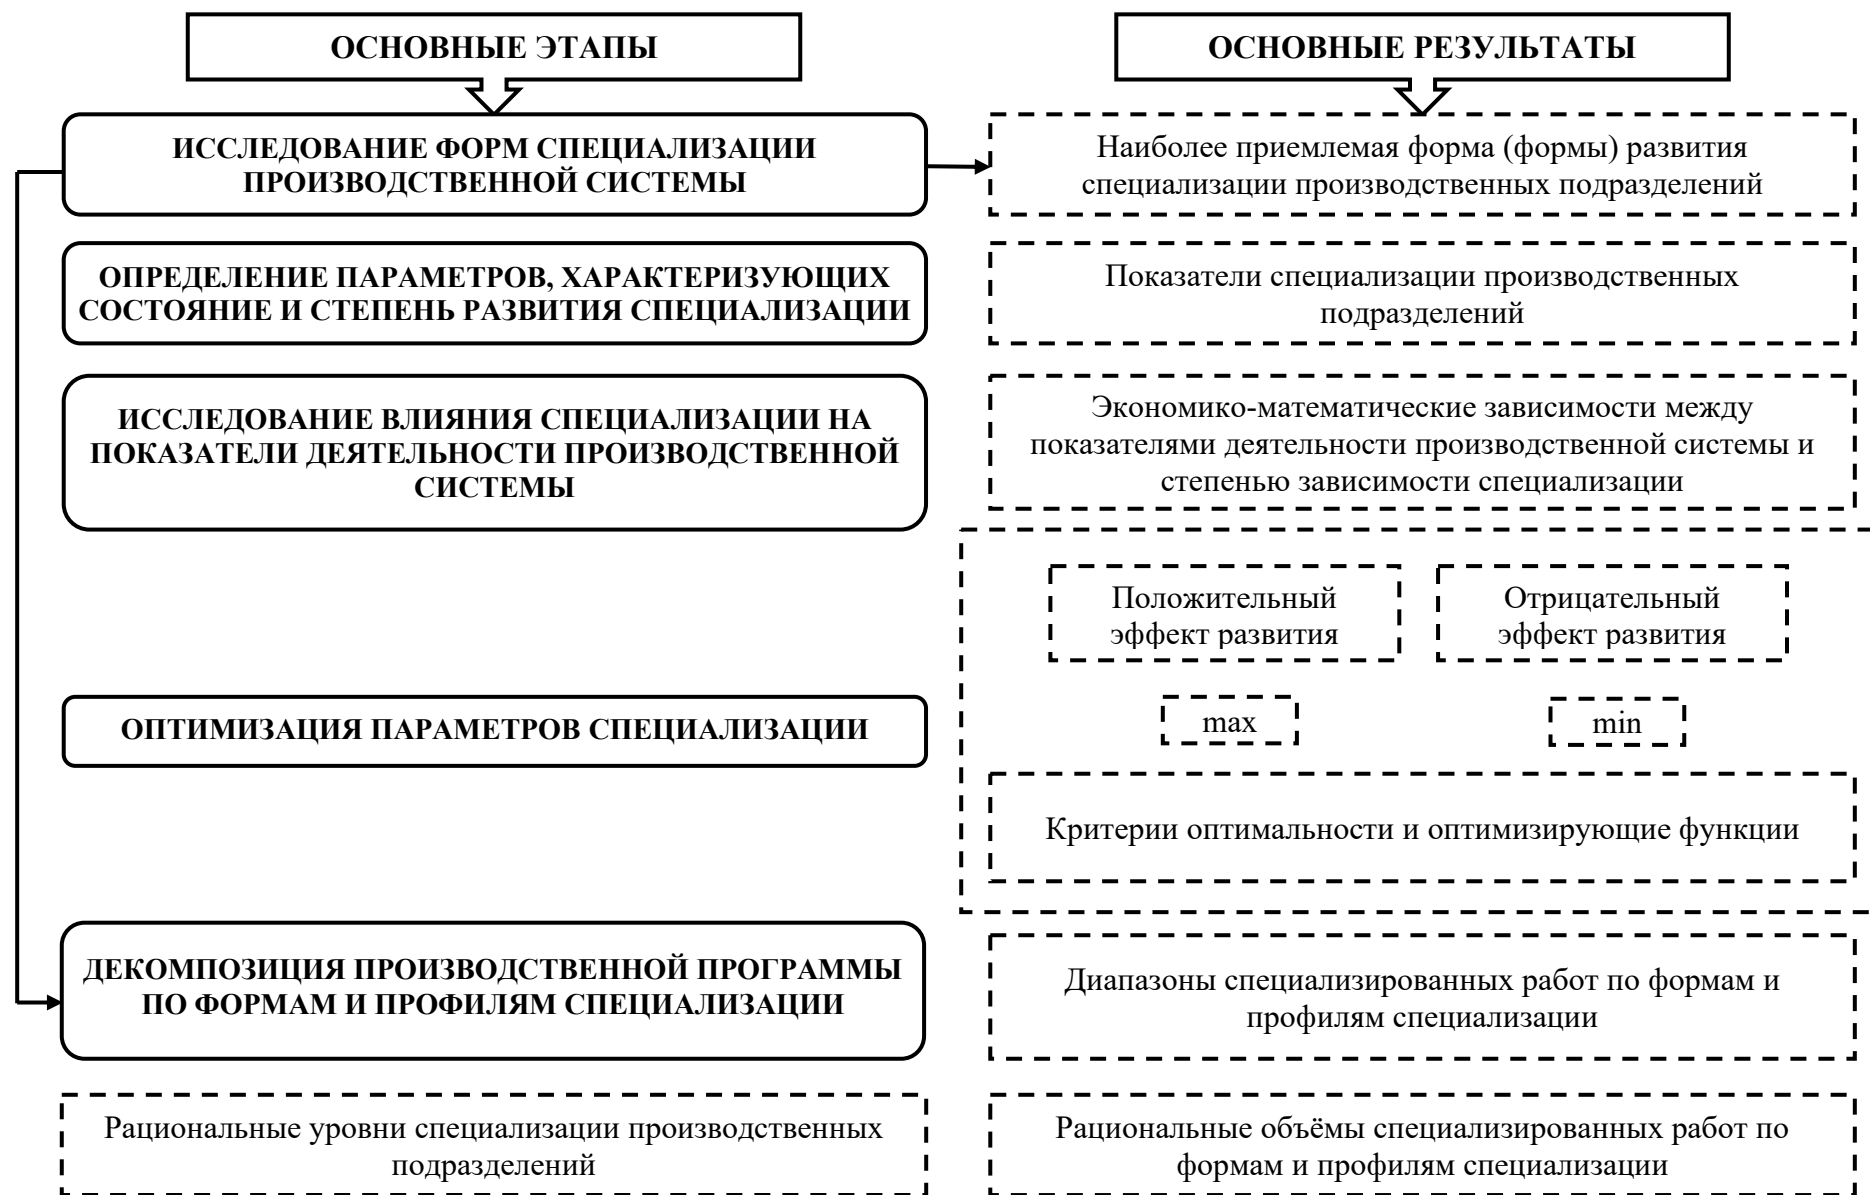 ОСНОВНЫЕ ЭТАПЫ
ОСНОВНЫЕ РЕЗУЛЬТАТЫ
ИССЛЕДОВАНИЕ ФОРМ СПЕЦИАЛИЗАЦИИ
ПРОИЗВОДСТВЕННОЙ СИСТЕМЫ
Наиболее приемлемая форма (формы) развития
специализации производственных подразделений
ОПРЕДЕЛЕНИЕ ПАРАМЕТРОВ, ХАРАКТЕРИЗУЮЩИХ
СОСТОЯНИЕ И СТЕПЕНЬ РАЗВИТИЯ СПЕЦИАЛИЗАЦИИ
Показатели специализации производственных
подразделений
ИССЛЕДОВАНИЕ ВЛИЯНИЯ СПЕЦИАЛИЗАЦИИ НА
ПОКАЗАТЕЛИ ДЕЯТЕЛЬНОСТИ ПРОИЗВОДСТВЕННОЙ
СИСТЕМЫ
Экономико-математические зависимости между
показателями деятельности производственной системы и
степенью зависимости специализации
Положительный
эффект развития
Отрицательный
эффект развития
ОПТИМИЗАЦИЯ ПАРАМЕТРОВ СПЕЦИАЛИЗАЦИИ
max
min
Критерии оптимальности и оптимизирующие функции
ДЕКОМПОЗИЦИЯ ПРОИЗВОДСТВЕННОЙ ПРОГРАММЫ
ПО ФОРМАМ И ПРОФИЛЯМ СПЕЦИАЛИЗАЦИИ
Диапазоны специализированных работ по формам и
профилям специализации
Рациональные уровни специализации производственных
подразделений
Рациональные объёмы специализированных работ по
формам и профилям специализации